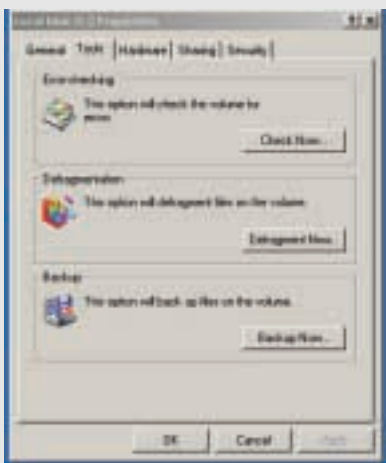 Local Disk Properties
General Tools Hardware Sharing Security
Error-checking
This option will check the volume for
errors.
Check Now...
Defragmentation
This option will defragment files on the volume.
Defragment Now...
Backup
This option will back up files on the volume.
Backup Now...
OK Cancel Apply